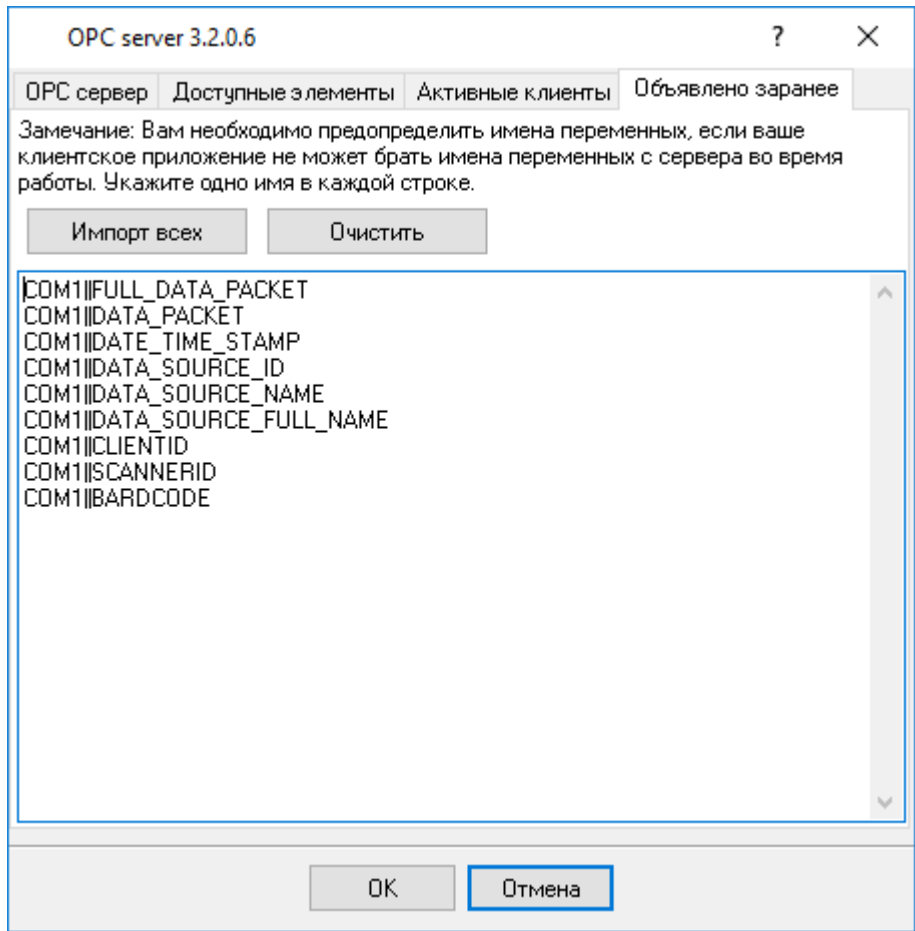 OPC server 3.2.0.6
?
OPC сервер
Доступные элементы
Активные клиенты
Объявлено заранее
Замечание: Вам необходимо предопределить имена переменных, если ваше
клиентское приложение не может брать имена переменных с сервера во время
работы. Укажите одно имя в каждой строке.
Импорт всех
Очистить
COM1||FULL_DATA_PACKET
COM1||DATA_PACKET
COM1||DATE_TIME_STAMP
COM1||DATA_SOURCE_ID
COM1||DATA_SOURCE_NAME
COM1||DATA_SOURCE_FULL_NAME
COM1||CLIENTID
COM1||SCANNERID
COM1||BARDCODE
OK
Отмена